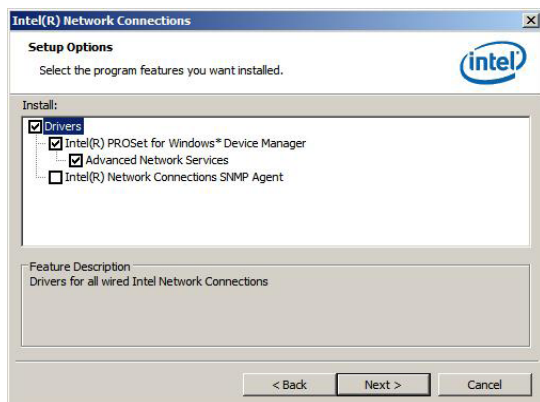 Intel(R) Network Connections
Setup Options
Select the program features you want installed.
intel
Install:
Drivers
Intel(R) PROSet for Windows* Device Manager
Advanced Network Services
Intel(R) Network Connections SNMP Agent
Feature Description
Drivers for all wired Intel Network Connections
< Back
Next >
Cancel